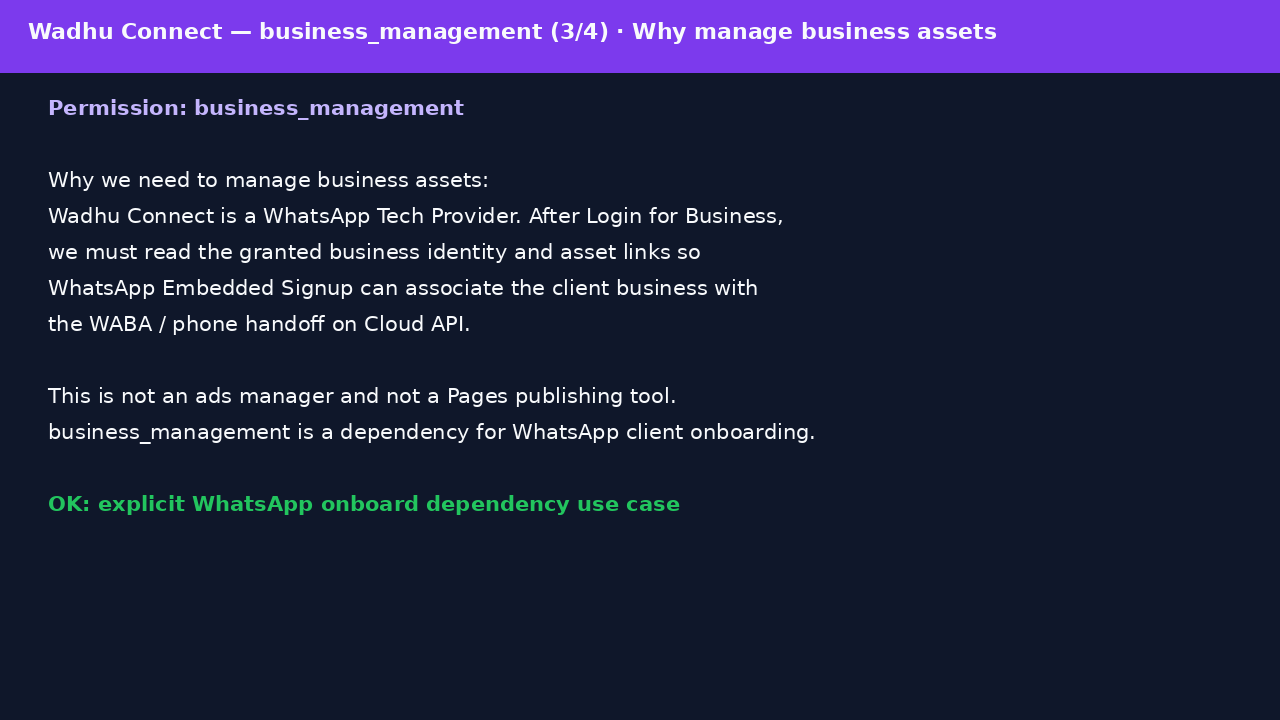 Wadhu Connect — business_management (3/4) · Why manage business assets
Permission: business_management
Why we need to manage business assets:
Wadhu Connect is a WhatsApp Tech Provider. After Login for Business,
we must read the granted business identity and asset links so
WhatsApp Embedded Signup can associate the client business with
the WABA / phone handoff on Cloud API.
This is not an ads manager and not a Pages publishing tool.
business_management is a dependency for WhatsApp client onboarding.
OK: explicit WhatsApp onboard dependency use case